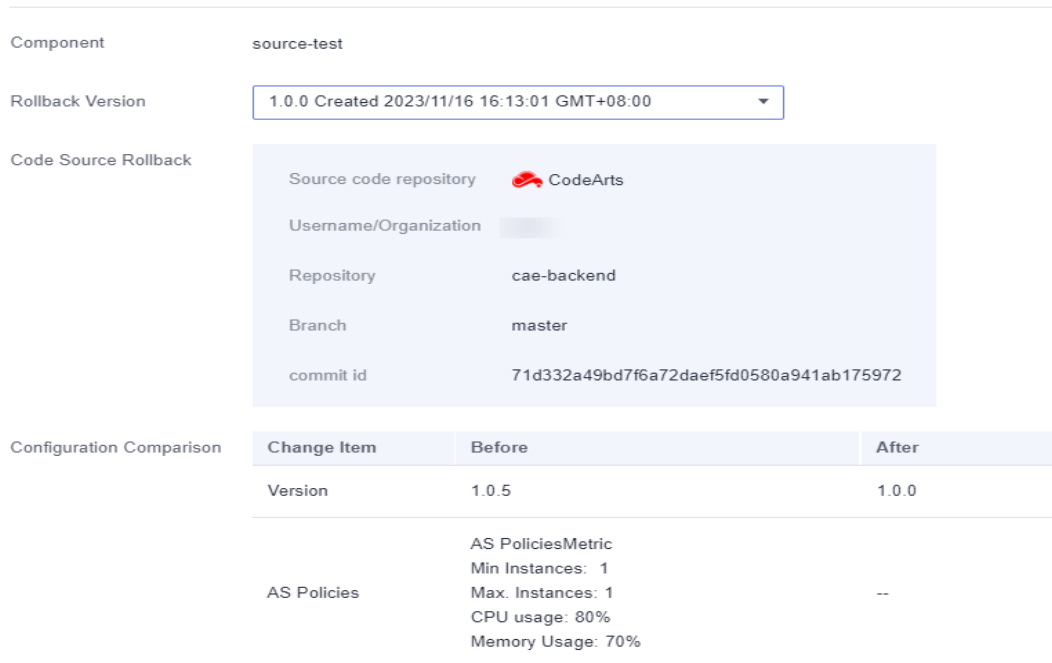 Component source-test
Rollback Version 1.0.0 Created 2023/11/16 16:13:01 GMT+08:00
Code Source Rollback
Source code repository CodeArts
Username/Organization
Repository cae-backend
Branch master
commit id 71d332a49bd7f6a72daef5fd0580a941ab175972
Configuration Comparison Change Item Before After
Version 1.0.5 1.0.0
AS Policies AS PoliciesMetric
Min Instances: 1
Max. Instances: 1
CPU usage: 80%
Memory Usage: 70%
--